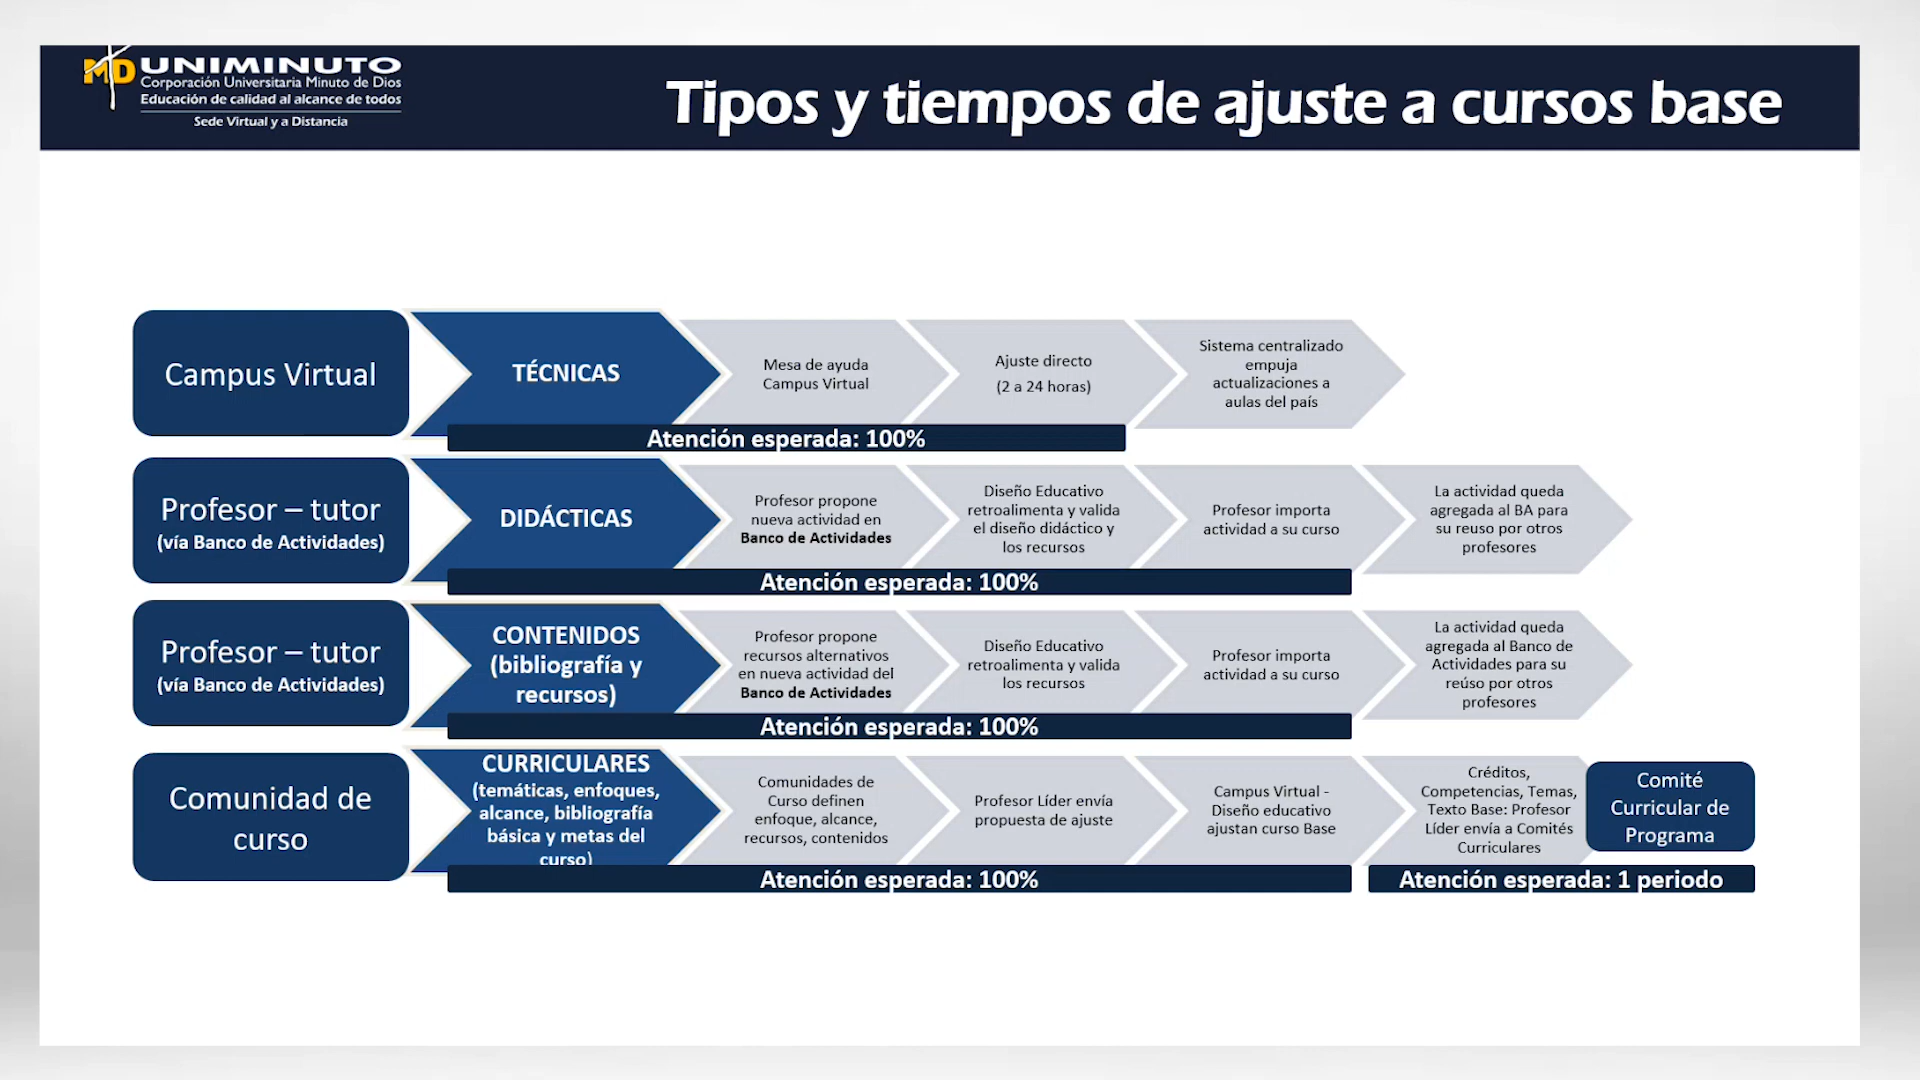 MD UNIMINUTO
Corporación Universitaria Minuto de Dios
Educación de calidad al alcance de todos
Sede Virtual y a Distancia
Tipos y tiempos de ajuste a cursos base
Campus Virtual
TÉCNICAS
Mesa de ayuda
Campus Virtual
Ajuste directo
(2 a 24 horas)
Sistema centralizado
empuja
actualizaciones a
aulas del país
Atención esperada: 100%
Profesor – tutor
(vía Banco de Actividades)
DIDÁCTICAS
Profesor propone
nueva actividad en
Banco de Actividades
Diseño Educativo
retroalimenta y valida
el diseño didáctico y
los recursos
Profesor importa
actividad a su curso
La actividad queda
agregada al BA para
su reuso por otros
profesores
Atención esperada: 100%
Profesor – tutor
(vía Banco de Actividades)
CONTENIDOS
(bibliografía y
recursos)
Profesor propone
recursos alternativos
en nueva actividad del
Banco de Actividades
Diseño Educativo
retroalimenta y valida
los recursos
Profesor importa
actividad a su curso
La actividad queda
agregada al Banco de
Actividades para su
reúso por otros
profesores
Atención esperada: 100%
Comunidad de
curso
CURRICULARES
(temáticas, enfoques,
alcance, bibliografía
básica y metas del
curso)
Comunidades de
Curso definen
enfoque, alcance,
recursos, contenidos
Profesor Líder envía
propuesta de ajuste
Campus Virtual -
Diseño educativo
ajustan curso Base
Créditos,
Competencias, Temas,
Texto Base: Profesor
Líder envía a Comités
Curriculares
Comité
Curricular de
Programa
Atención esperada: 100%
Atención esperada: 1 periodo